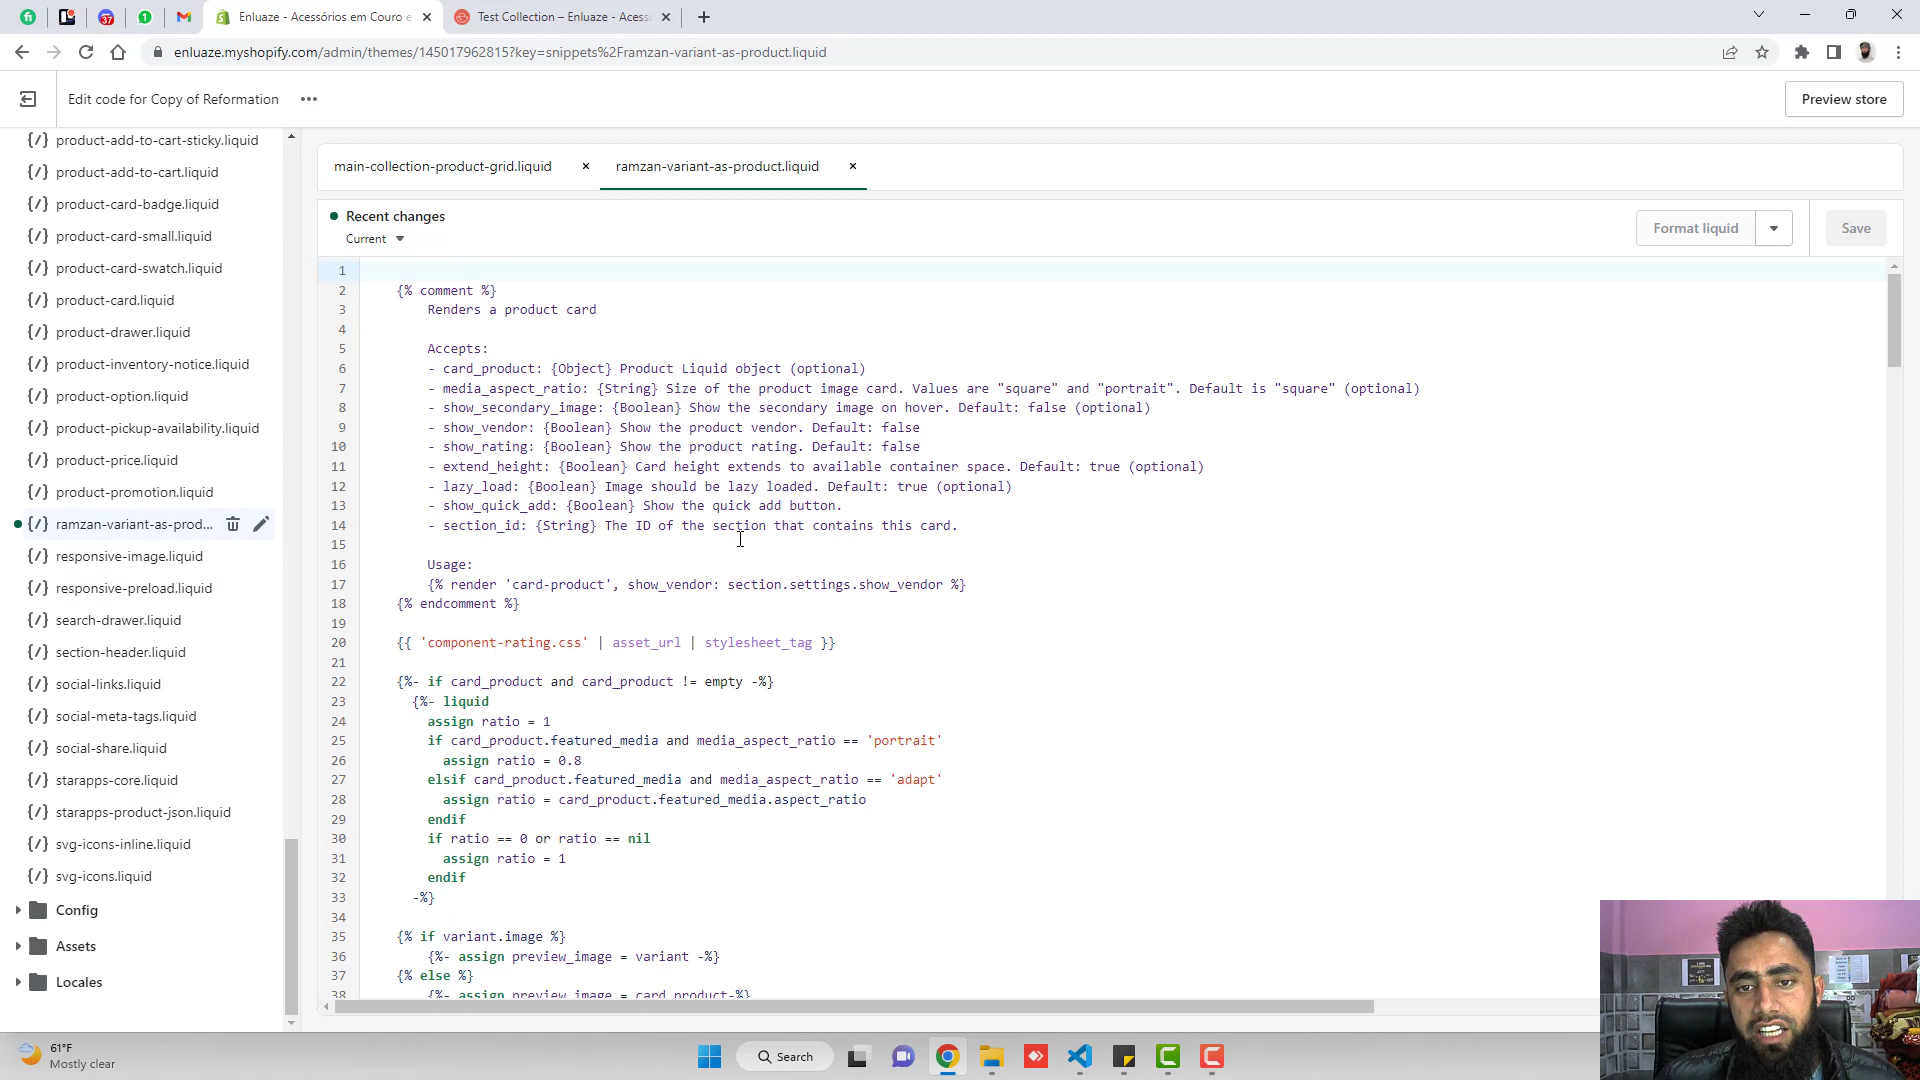 37
1
Enluaze - Acessórios em Couro e
Test Collection – Enluaze - Acess
enluaze.myshopify.com/admin/themes/145017962815?key=snippets%2Framzan-variant-as-product.liquid
Edit code for Copy of Reformation
Preview store
product-add-to-cart-sticky.liquid
product-add-to-cart.liquid
product-card-badge.liquid
product-card-small.liquid
product-card-swatch.liquid
product-card.liquid
product-drawer.liquid
product-inventory-notice.liquid
product-option.liquid
product-pickup-availability.liquid
product-price.liquid
product-promotion.liquid
ramzan-variant-as-prod...
responsive-image.liquid
responsive-preload.liquid
search-drawer.liquid
section-header.liquid
social-links.liquid
social-meta-tags.liquid
social-share.liquid
starapps-core.liquid
starapps-product-json.liquid
svg-icons-inline.liquid
svg-icons.liquid
Config
Assets
Locales
main-collection-product-grid.liquid
ramzan-variant-as-product.liquid
Recent changes
Current
Format liquid
Save
1
2 {% comment %}
3 Renders a product card
4
5 Accepts:
6 - card_product: {Object} Product Liquid object (optional)
7 - media_aspect_ratio: {String} Size of the product image card. Values are "square" and "portrait". Default is "square" (optional)
8 - show_secondary_image: {Boolean} Show the secondary image on hover. Default: false (optional)
9 - show_vendor: {Boolean} Show the product vendor. Default: false
10 - show_rating: {Boolean} Show the product rating. Default: false
11 - extend_height: {Boolean} Card height extends to available container space. Default: true (optional)
12 - lazy_load: {Boolean} Image should be lazy loaded. Default: true (optional)
13 - show_quick_add: {Boolean} Show the quick add button.
14 - section_id: {String} The ID of the section that contains this card.
15
16 Usage:
17 {% render 'card-product', show_vendor: section.settings.show_vendor %}
18 {% endcomment %}
19
20 {{ 'component-rating.css' | asset_url | stylesheet_tag }}
21
22 {%- if card_product and card_product != empty -%}
23 {%- liquid
24 assign ratio = 1
25 if card_product.featured_media and media_aspect_ratio == 'portrait'
26 assign ratio = 0.8
27 elsif card_product.featured_media and media_aspect_ratio == 'adapt'
28 assign ratio = card_product.featured_media.aspect_ratio
29 endif
30 if ratio == 0 or ratio == nil
31 assign ratio = 1
32 endif
33 -%}
34
35 {% if variant.image %}
36 {%- assign preview_image = variant -%}
37 {% else %}
38 {%- assign preview_image = card_product-%}
61°F
Mostly clear
Search